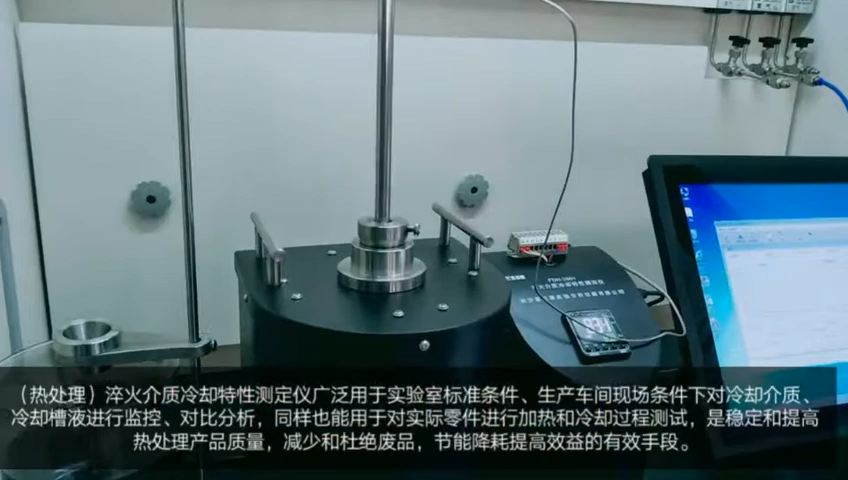 (热处理)淬火介质冷却特性测定仪广泛用于实验室标准条件、生产车间现场条件下对冷却介质、
冷却槽液进行监控、对比分析，同样也能用于对实际零件进行加热和冷却过程测试，是稳定和提高
热处理产品质量，减少和杜绝废品，节能降耗提高效益的有效手段。